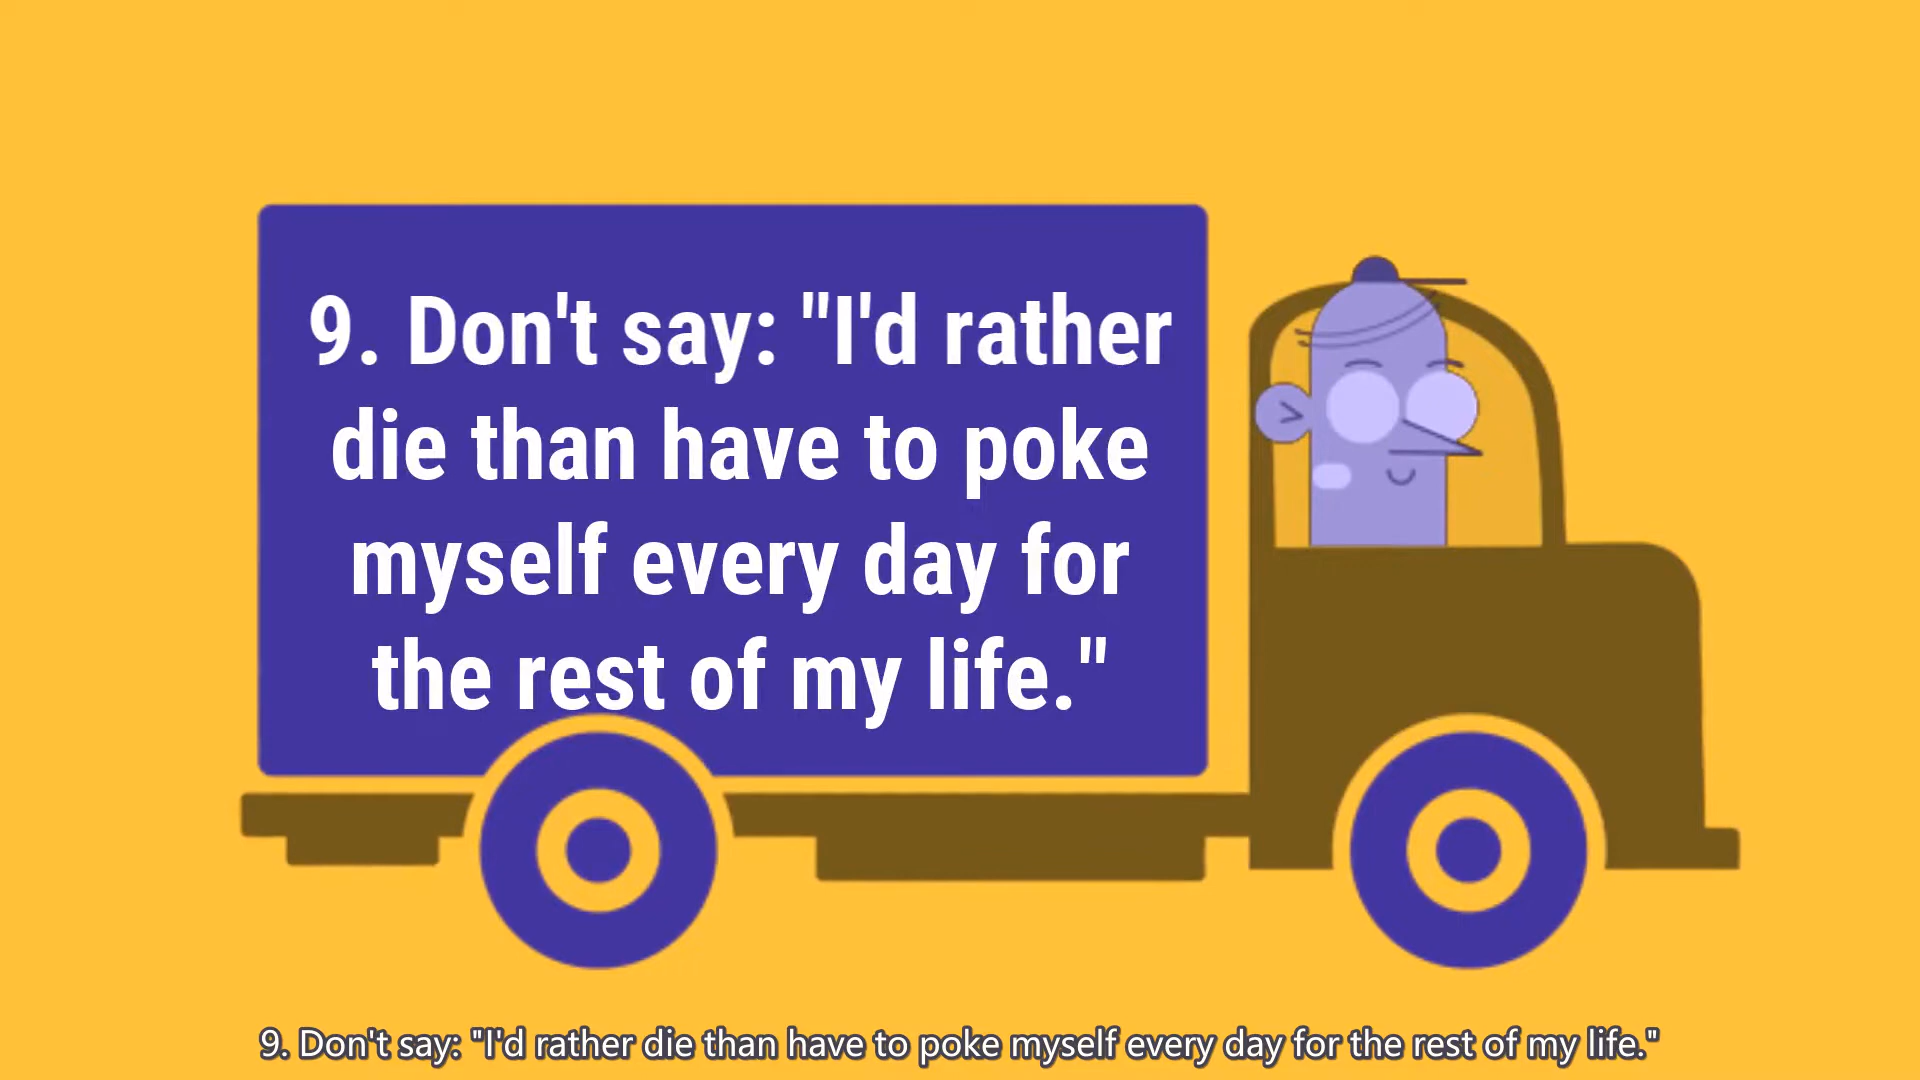 9. Don't say: "I'd rather
die than have to poke
myself every day for
the rest of my life."
9. Don't say: "I'd rather die than have to poke myself every day for the rest of my life."